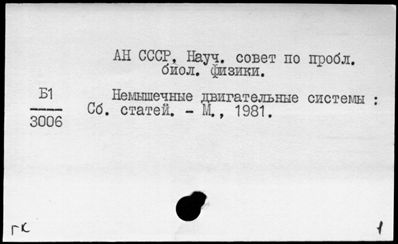 АН СССР, Науч. совет по пробл.
биол. физики.
Б1
3006
Немышечные двигательные системы :
Сб. статей. - М., 1981.
гк
1